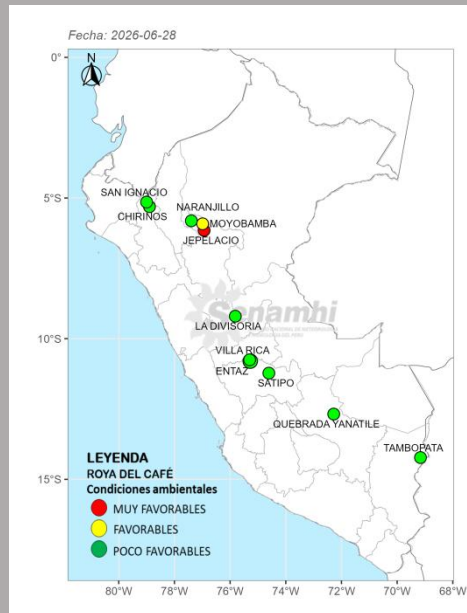 Fecha: 2026-06-28
N
0°
5°S
10°S
15°S
SAN IGNACIO
CHIRINOS
NARANJILLO
MOYOBAMBA
JEPELACIO
Senamhi
LA DIVISORIA
VILLA RICA
ENTAZ
SATIPO
QUEBRADA YANATILE
TAMBOPATA
LEYENDA
ROYA DEL CAFÉ
Condiciones ambientales
MUY FAVORABLES
FAVORABLES
POCO FAVORABLES
80°W 78°W 76°W 74°W 72°W 70°W 68°W